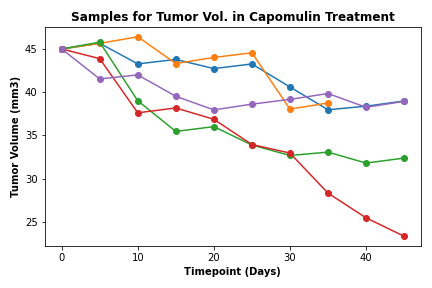 Samples for Tumor Vol. in Capomulin Treatment
45
40
35
30
25
Tumor Volume (mm3)
0 10 20 30 40
Timepoint (Days)